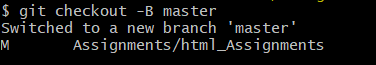 $ git checkout -B master
Switched to a new branch 'master'
M       Assignments/html_Assignments